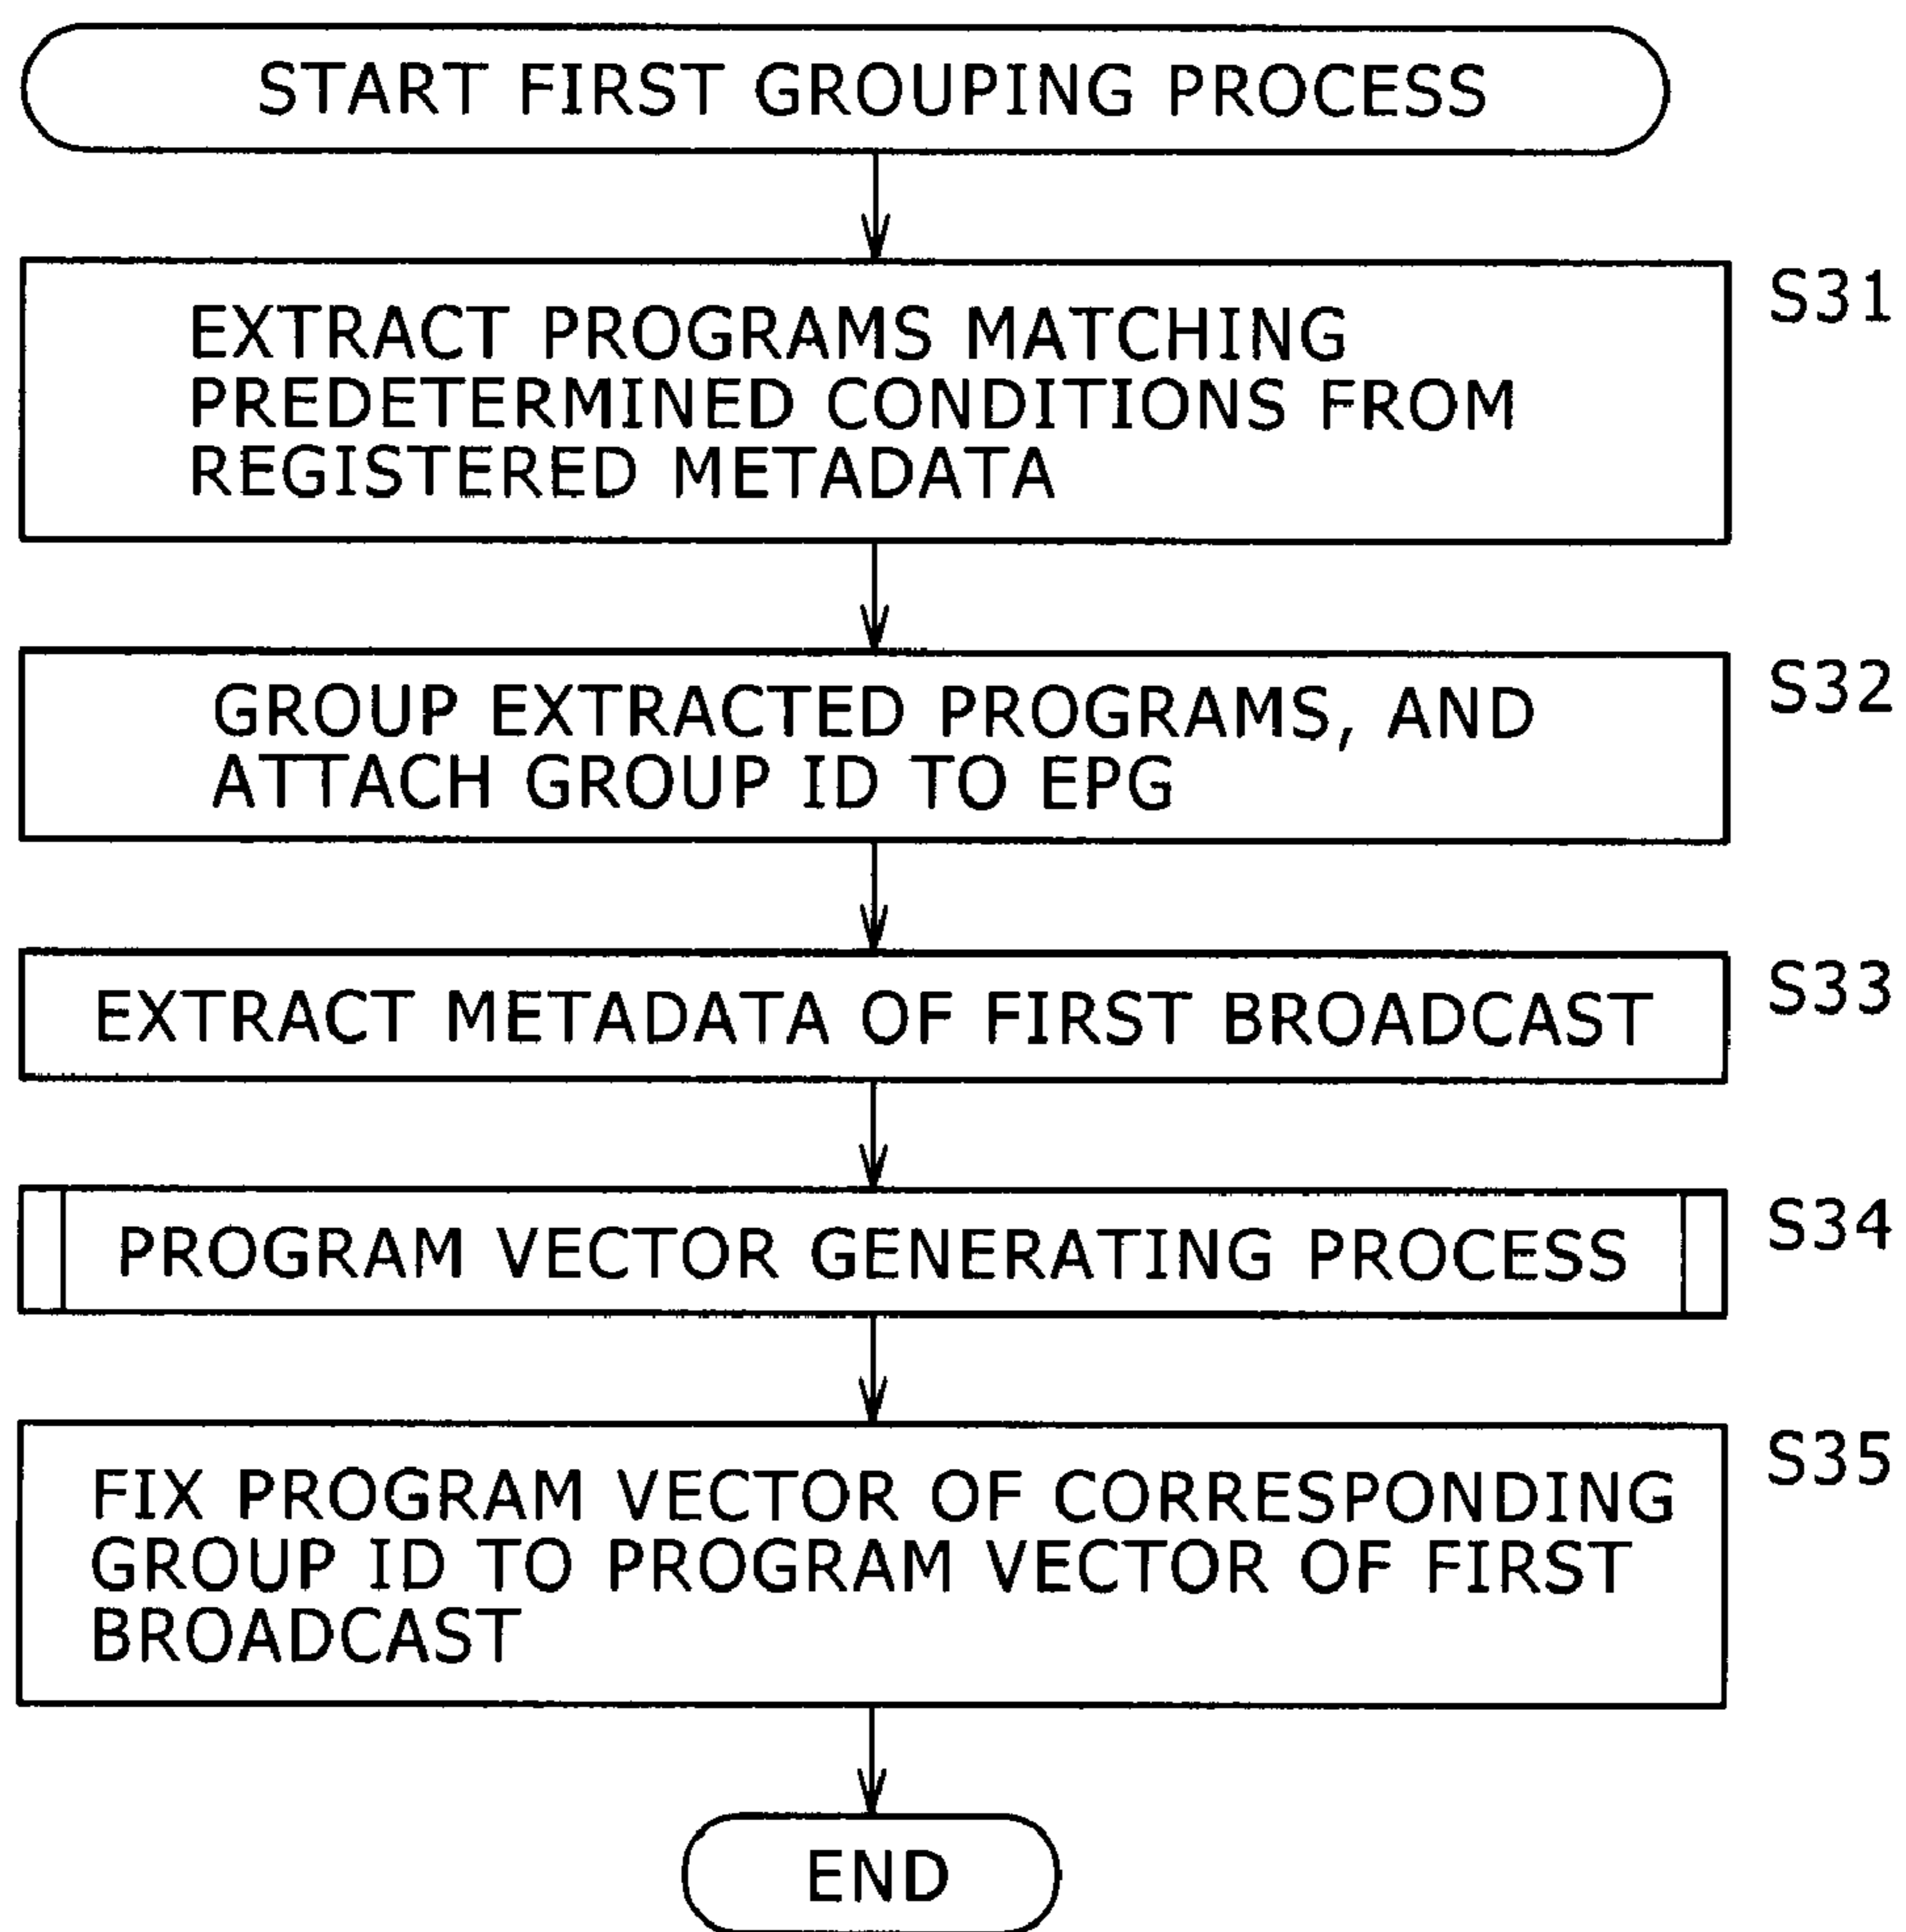 START FIRST GROUPING PROCESS
S31
EXTRACT PROGRAMS MATCHING
PREDETERMINED CONDITIONS FROM
REGISTERED METADATA
S32
GROUP EXTRACTED PROGRAMS, AND
ATTACH GROUP ID TO EPG
S33
EXTRACT METADATA OF FIRST BROADCAST
S34
PROGRAM VECTOR GENERATING PROCESS
S35
FIX PROGRAM VECTOR OF CORRESPONDING
GROUP ID TO PROGRAM VECTOR OF FIRST
BROADCAST
END